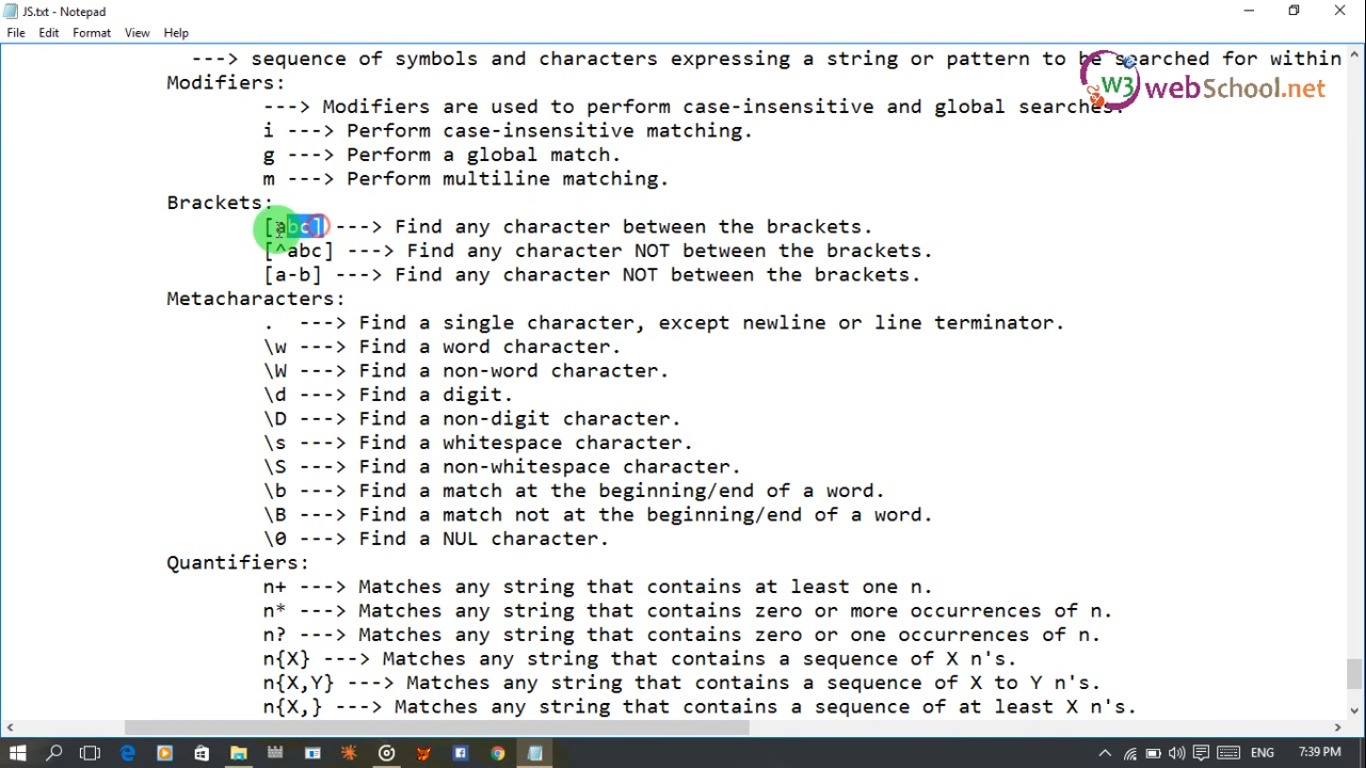 JS.txt - Notepad
File Edit Format View Help
---> sequence of symbols and characters expressing a string or pattern to be searched for within
W3 webSchool.net
Modifiers:
---> Modifiers are used to perform case-insensitive and global searches.
i ---> Perform case-insensitive matching.
g ---> Perform a global match.
m ---> Perform multiline matching.
Brackets:
[abc] ---> Find any character between the brackets.
[^abc] ---> Find any character NOT between the brackets.
[a-b] ---> Find any character NOT between the brackets.
Metacharacters:
. ---> Find a single character, except newline or line terminator.
\w ---> Find a word character.
\W ---> Find a non-word character.
\d ---> Find a digit.
\D ---> Find a non-digit character.
\s ---> Find a whitespace character.
\S ---> Find a non-whitespace character.
\b ---> Find a match at the beginning/end of a word.
\B ---> Find a match not at the beginning/end of a word.
\0 ---> Find a NUL character.
Quantifiers:
n+ ---> Matches any string that contains at least one n.
n* ---> Matches any string that contains zero or more occurrences of n.
n? ---> Matches any string that contains zero or one occurrences of n.
n{X} ---> Matches any string that contains a sequence of X n's.
n{X,Y} ---> Matches any string that contains a sequence of X to Y n's.
n{X,} ---> Matches any string that contains a sequence of at least X n's.
ENG 7:39 PM